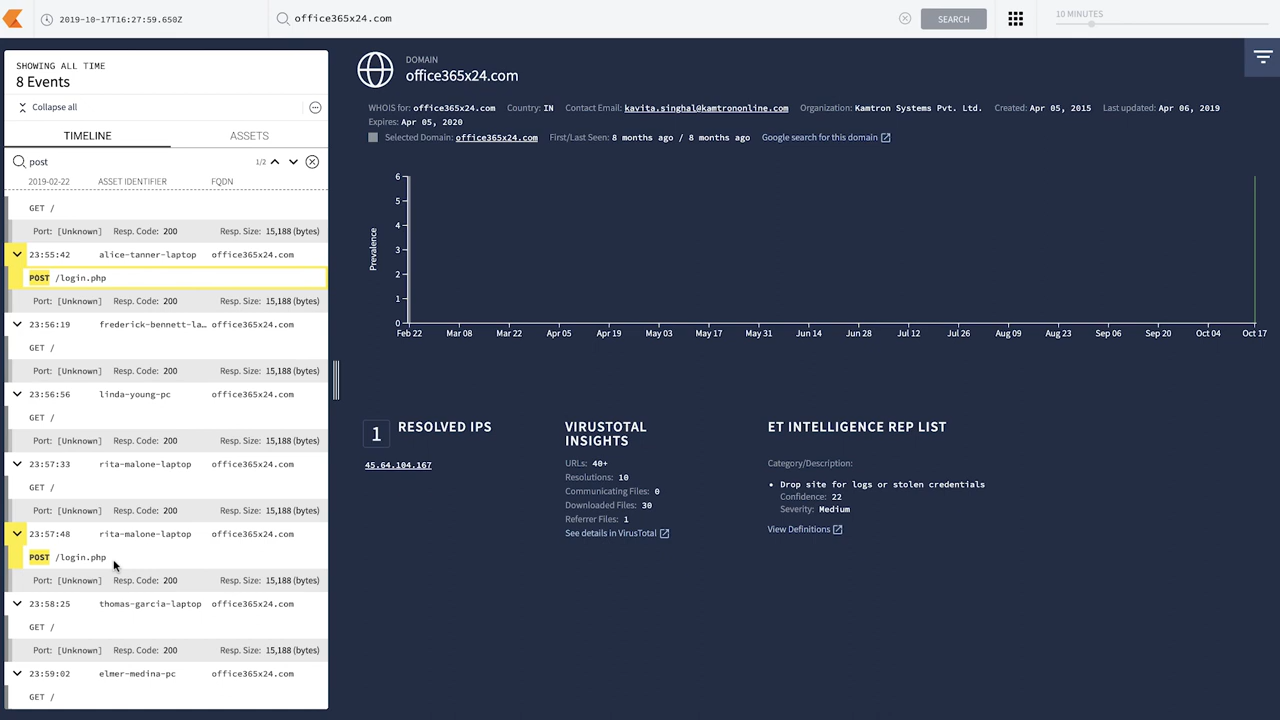 2019-10-17T16:27:59.650Z
office365x24.com
SEARCH
10 MINUTES
SHOWING ALL TIME
8 Events
Collapse all
TIMELINE ASSETS
post 1/2
2019-02-22 ASSET IDENTIFIER FQDN
GET /
Port: [Unknown] Resp. Code: 200 Resp. Size: 15,188 (bytes)
23:55:42 alice-tanner-laptop office365x24.com
POST /login.php
Port: [Unknown] Resp. Code: 200 Resp. Size: 15,188 (bytes)
23:56:19 frederick-bennett-la… office365x24.com
GET /
Port: [Unknown] Resp. Code: 200 Resp. Size: 15,188 (bytes)
23:56:56 linda-young-pc office365x24.com
GET /
Port: [Unknown] Resp. Code: 200 Resp. Size: 15,188 (bytes)
23:57:33 rita-malone-laptop office365x24.com
GET /
Port: [Unknown] Resp. Code: 200 Resp. Size: 15,188 (bytes)
23:57:48 rita-malone-laptop office365x24.com
POST /login.php
Port: [Unknown] Resp. Code: 200 Resp. Size: 15,188 (bytes)
23:58:25 thomas-garcia-laptop office365x24.com
GET /
Port: [Unknown] Resp. Code: 200 Resp. Size: 15,188 (bytes)
23:59:02 elmer-medina-pc office365x24.com
GET /
DOMAIN
office365x24.com
WHOIS for: office365x24.com Country: IN Contact Email: kavita.singhal@kamtrononline.com Organization: Kamtron Systems Pvt. Ltd. Created: Apr 05, 2015 Last updated: Apr 06, 2019
Expires: Apr 05, 2020
Selected Domain: office365x24.com First/Last Seen: 8 months ago / 8 months ago Google search for this domain
Prevalence
6
5
4
3
2
1
0
Feb 22 Mar 08 Mar 22 Apr 05 Apr 19 May 03 May 17 May 31 Jun 14 Jun 28 Jul 12 Jul 26 Aug 09 Aug 23 Sep 06 Sep 20 Oct 04 Oct 17
1 RESOLVED IPS
45.64.104.167
VIRUSTOTAL
INSIGHTS
URLs: 40+
Resolutions: 10
Communicating Files: 0
Downloaded Files: 30
Referrer Files: 1
See details in VirusTotal
ET INTELLIGENCE REP LIST
Category/Description:
• Drop site for logs or stolen credentials
Confidence: 22
Severity: Medium
View Definitions